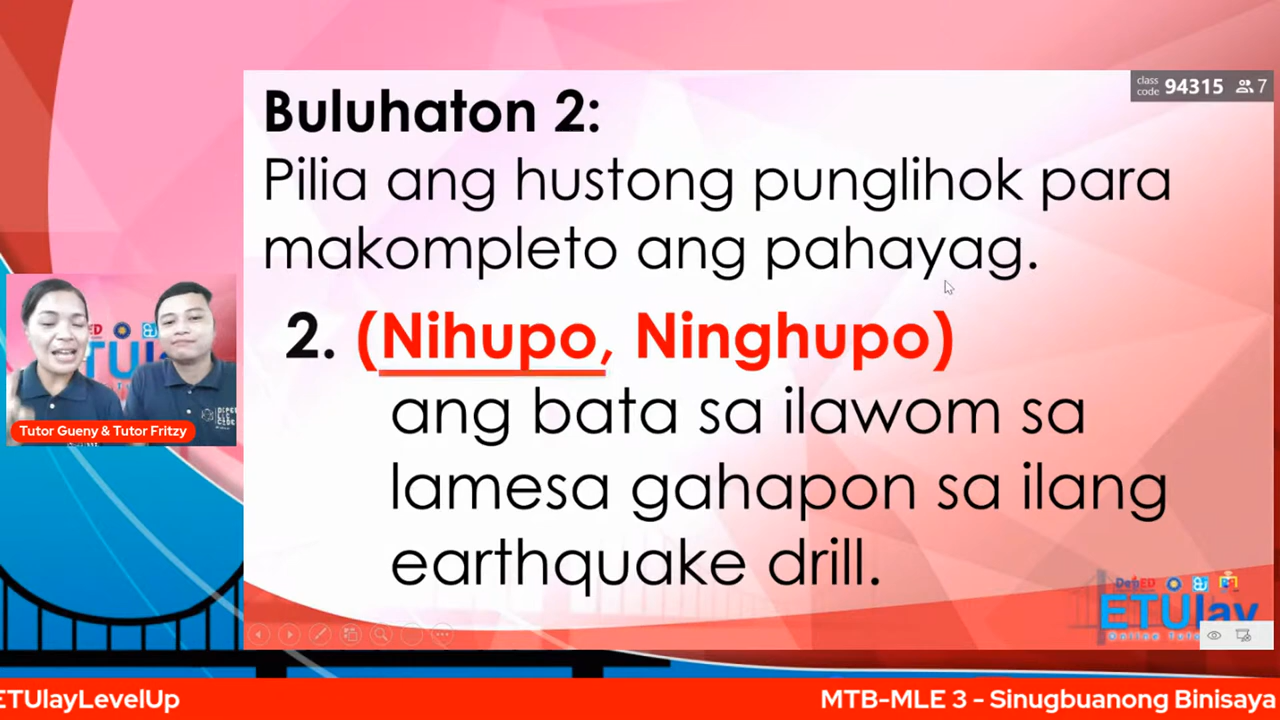 class code 94315 7
Buluhaton 2:
Pilia ang hustong punglihok para
makompleto ang pahayag.
2. (Nihupo, Ninghupo)
ang bata sa ilawom sa
lamesa gahapon sa ilang
earthquake drill.
Tutor Gueny & Tutor Fritzy
DepED
ETUlay
ETUlayLevelUp
MTB-MLE 3 - Sinugbuanong Binisaya